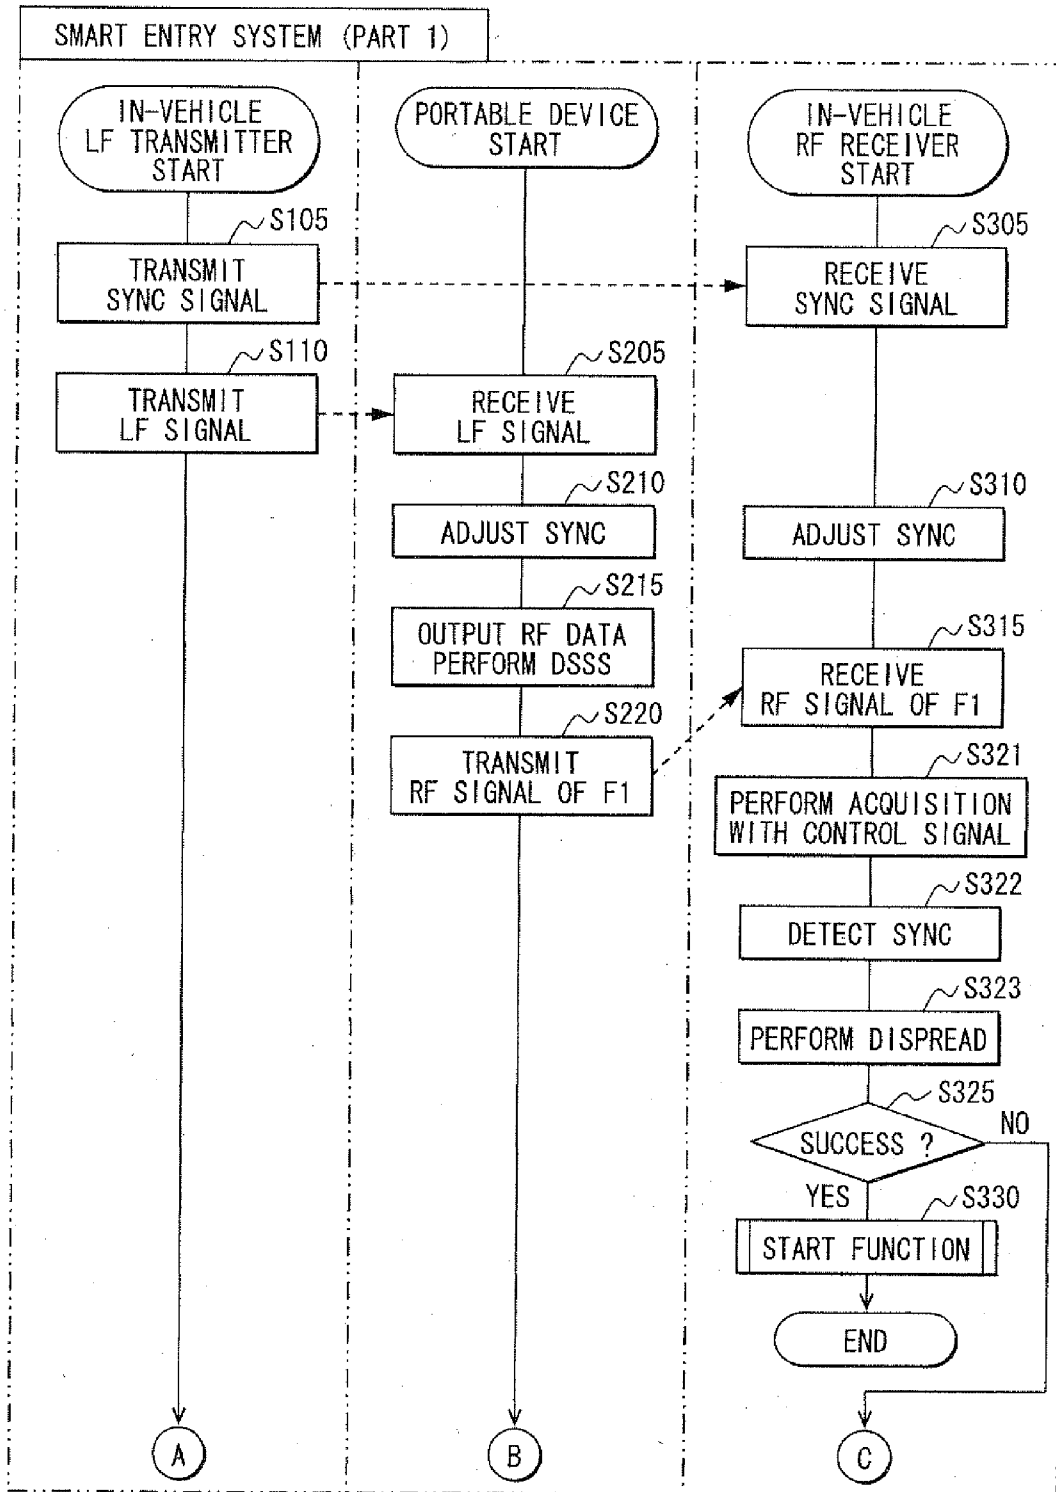 SMART ENTRY SYSTEM (PART 1)
IN-VEHICLE
LF TRANSMITTER
START
S105
TRANSMIT
SYNC SIGNAL
S110
TRANSMIT
LF SIGNAL
A
PORTABLE DEVICE
START
S205
RECEIVE
LF SIGNAL
S210
ADJUST SYNC
S215
OUTPUT RF DATA
PERFORM DSSS
S220
TRANSMIT
RF SIGNAL OF F1
B
IN-VEHICLE
RF RECEIVER
START
S305
RECEIVE
SYNC SIGNAL
S310
ADJUST SYNC
S315
RECEIVE
RF SIGNAL OF F1
S321
PERFORM ACQUISITION
WITH CONTROL SIGNAL
S322
DETECT SYNC
S323
PERFORM DISPREAD
S325
SUCCESS ?
NO
YES
S330
START FUNCTION
END
C